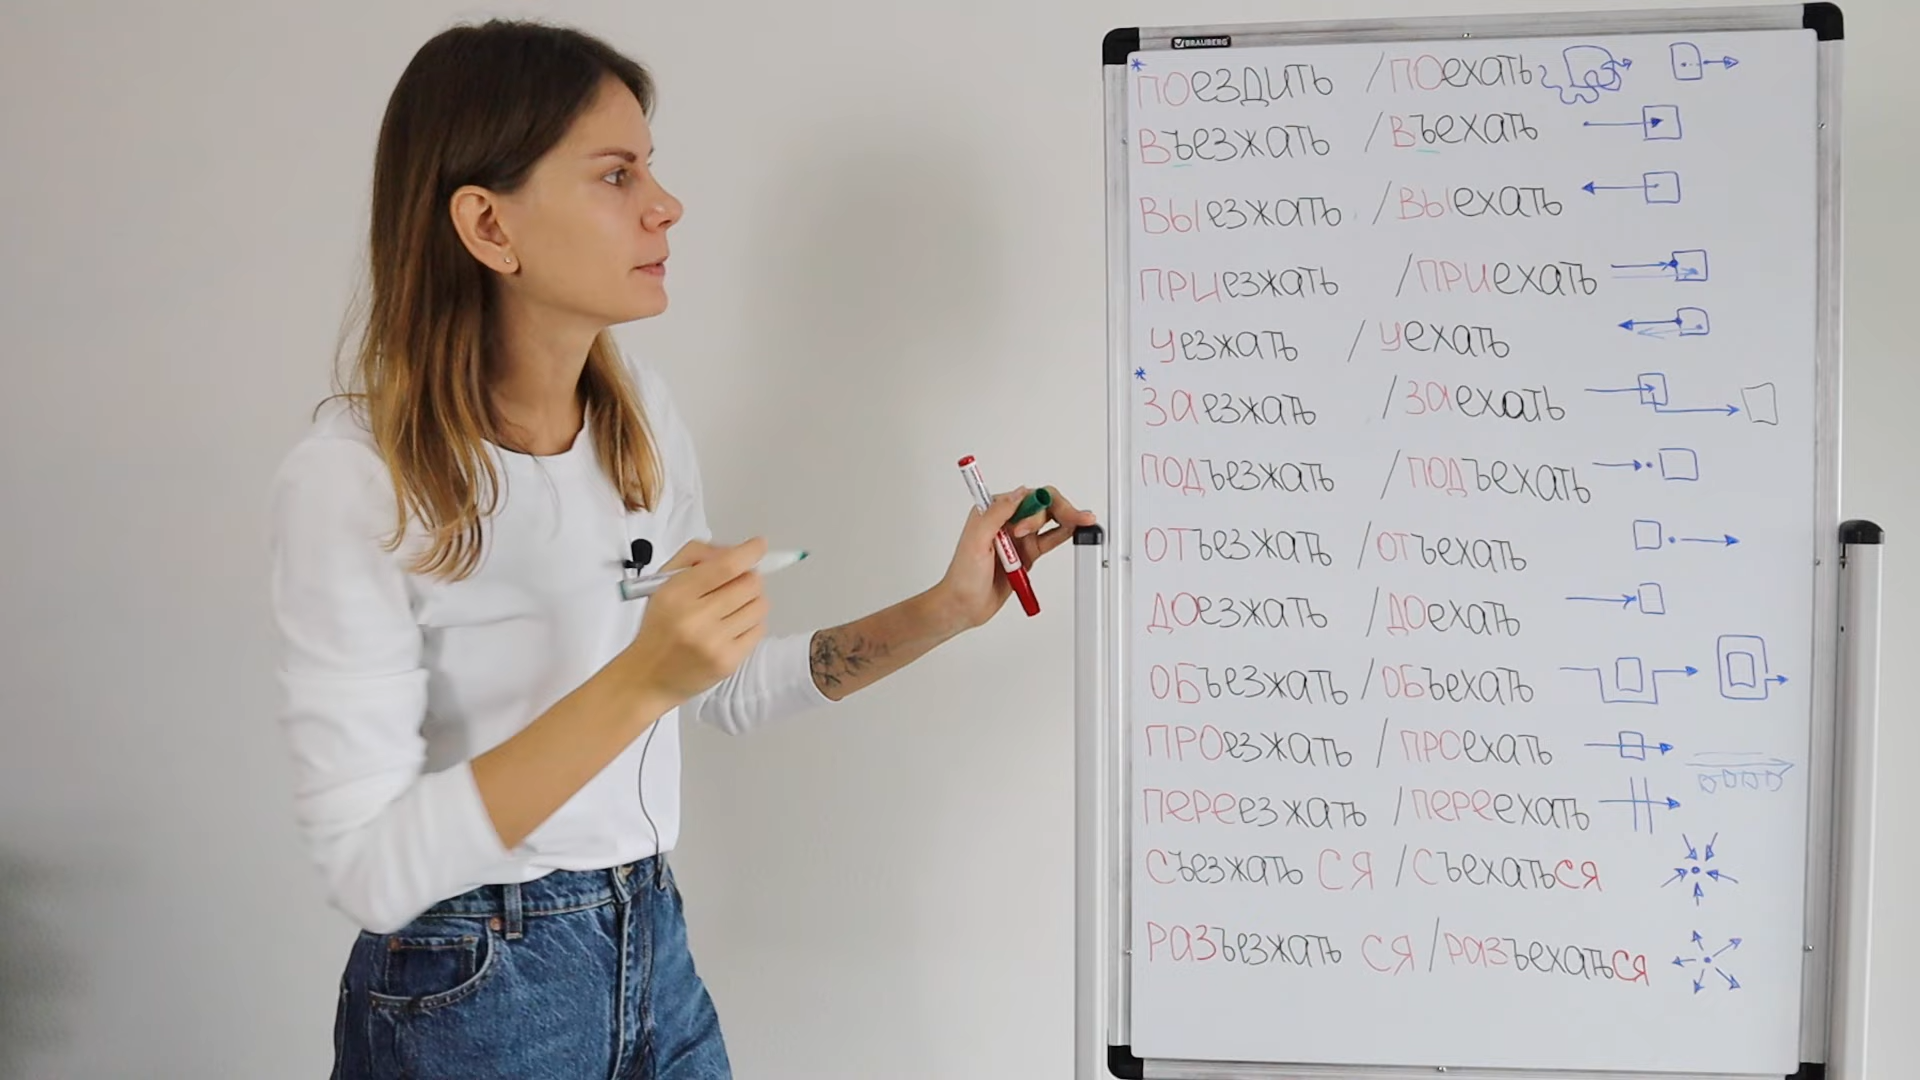 BRAUBERG
* поездить / поехать
въезжать / въехать
выезжать / выехать
приезжать / приехать
уезжать / уехать
* заезжать / заехать
подъезжать / подъехать
отъезжать / отъехать
доезжать / доехать
объезжать / объехать
проезжать / проехать
переезжать / переехать
съезжаться / съехаться
разъезжаться / разъехаться